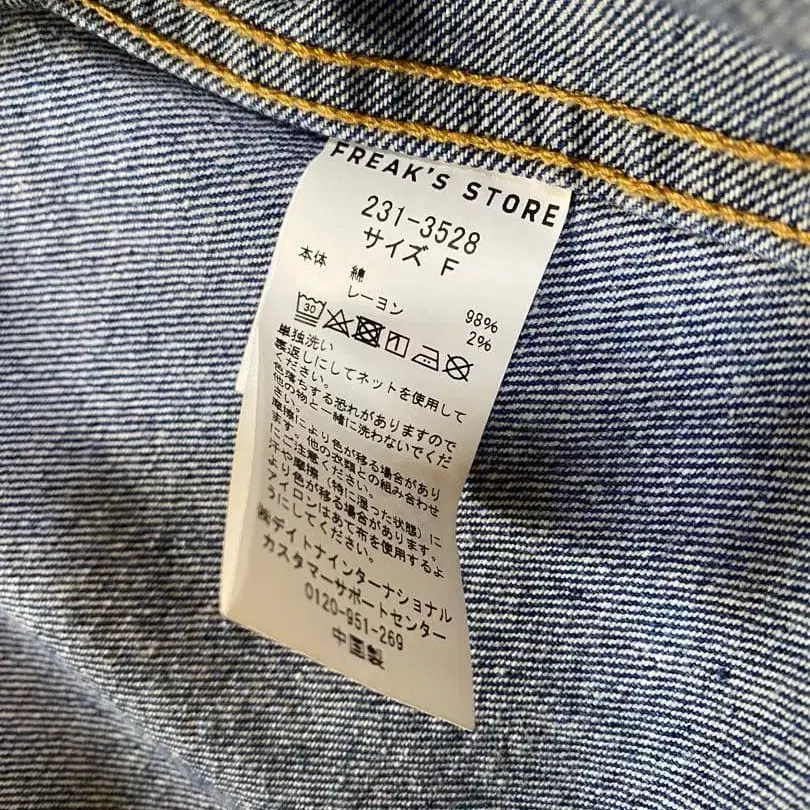 FREAK'S STORE
231-3528
サイズ F
本体 綿 98%
レーヨン 2%
30
単独洗い
裏返しにしてネットを使用して
ください。
色落ちする恐れがありますので
他の物と一緒に洗わないでくだ
さい。
摩擦により色が移る場合があり
ます。他の衣類との組み合わせ
にご注意ください。
汗や摩擦（特に湿った状態）に
より色が移る場合があります。
アイロンはあて布を使用するよ
うにしてください。
㈱デイトナインターナショナル
カスタマーサポートセンター
0120-951-269
中国製